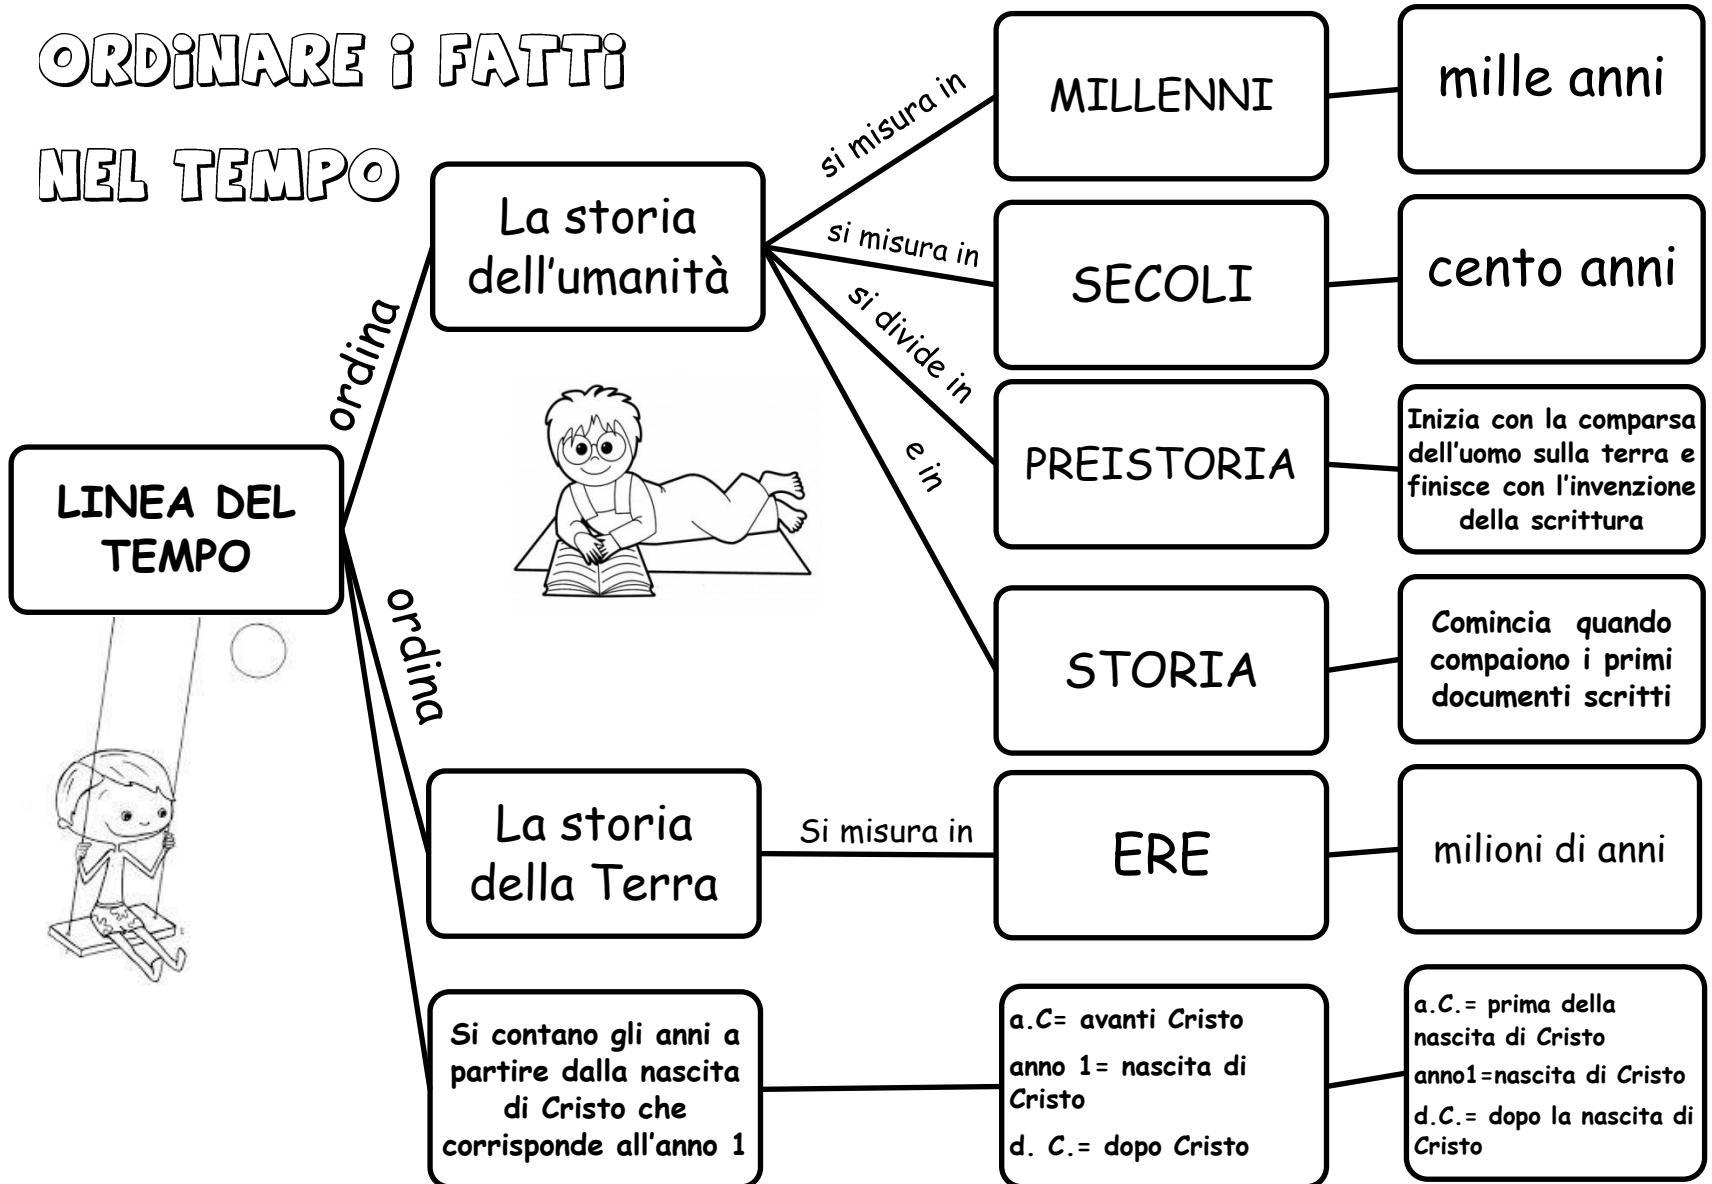 ORDINARE I FATTI
NEL TEMPO
LINEA DEL
TEMPO
ordina
La storia
dell'umanità
si misura in
MILLENNI
mille anni
si misura in
SECOLI
cento anni
si divide in
PREISTORIA
Inizia con la comparsa
dell'uomo sulla terra e
finisce con l'invenzione
della scrittura
e in
STORIA
Comincia quando
compaiono i primi
documenti scritti
ordina
La storia
della Terra
Si misura in
ERE
milioni di anni
Si contano gli anni a
partire dalla nascita
di Cristo che
corrisponde all'anno 1
a.C= avanti Cristo
anno 1= nascita di
Cristo
d. C.= dopo Cristo
a.C.= prima della
nascita di Cristo
anno1=nascita di Cristo
d.C.= dopo la nascita di
Cristo